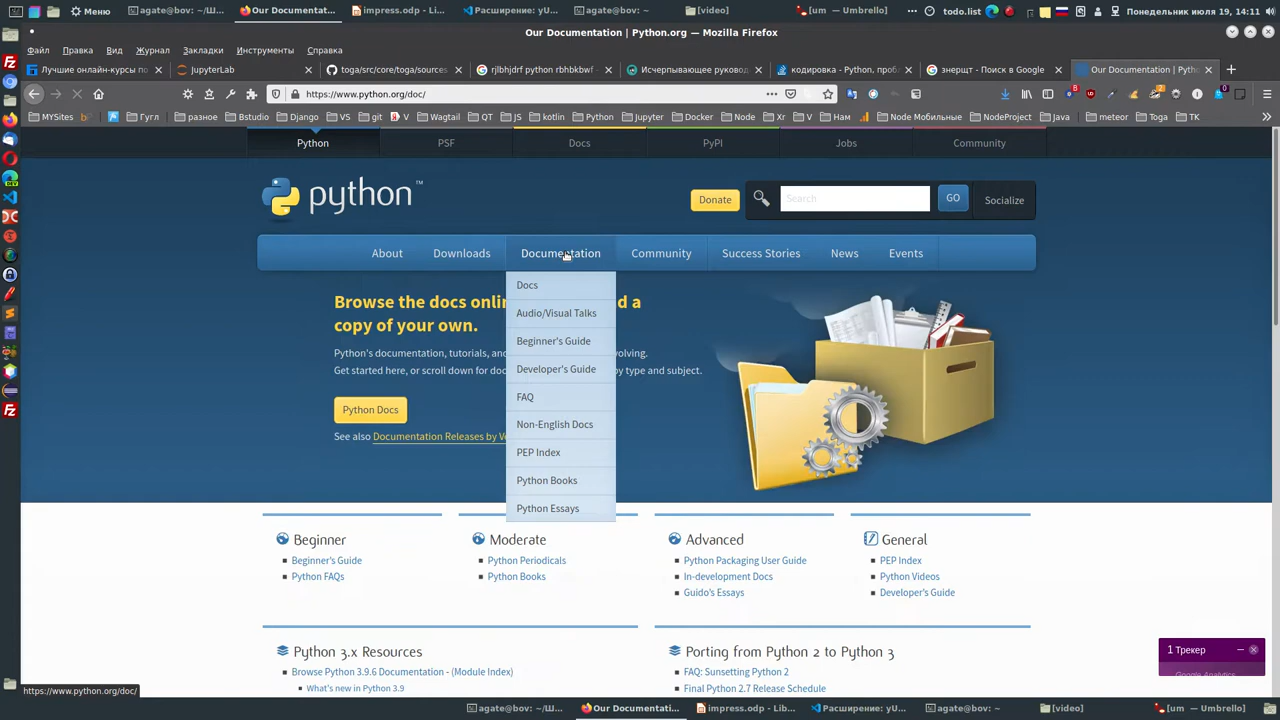 Меню
agate@bov: ~/Ш...
Our Documentati...
impress.odp - Li...
Расширение: yU...
agate@bov: ~
[video]
[um — Umbrello]
todo.list
Понедельник июля 19, 14:11
Our Documentation | Python.org — Mozilla Firefox
Файл Правка Вид Журнал Закладки Инструменты Справка
Лучшие онлайн-курсы по
JupyterLab
toga/src/core/toga/sources
rjlbhjdrf python rbhbkbwf -
Исчерпывающее руковод
кодировка - Python, проб
энерщт - Поиск в Google
Our Documentation | Pytho
https://www.python.org/doc/
MYSites Гугл разное Bstudio Django VS git V Wagtail QT JS kotlin Python Jupyter Docker Node Xr V Нам Node Мобильные NodeProject Java meteor Toga TK
Python PSF Docs PyPI Jobs Community
python™
Donate
Search
GO
Socialize
About Downloads Documentation Community Success Stories News Events
Docs
Audio/Visual Talks
Beginner's Guide
Developer's Guide
FAQ
Non-English Docs
PEP Index
Python Books
Python Essays
Browse the docs onli d a
copy of your own.
Python's documentation, tutorials, an volving.
Get started here, or scroll down for doc by type and subject.
Python Docs
See also Documentation Releases by Ve
Beginner
Beginner's Guide
Python FAQs
Moderate
Python Periodicals
Python Books
Advanced
Python Packaging User Guide
In-development Docs
Guido's Essays
General
PEP Index
Python Videos
Developer's Guide
Python 3.x Resources
Browse Python 3.9.6 Documentation - (Module Index)
What's new in Python 3.9
Porting from Python 2 to Python 3
FAQ: Sunsetting Python 2
Final Python 2.7 Release Schedule
1 Трекер
Google Analytics
https://www.python.org/doc/
agate@bov: ~/Ш...
Our Documentati...
impress.odp - Lib...
Расширение: yU...
agate@bov: ~
[video]
[um — Umbrello]